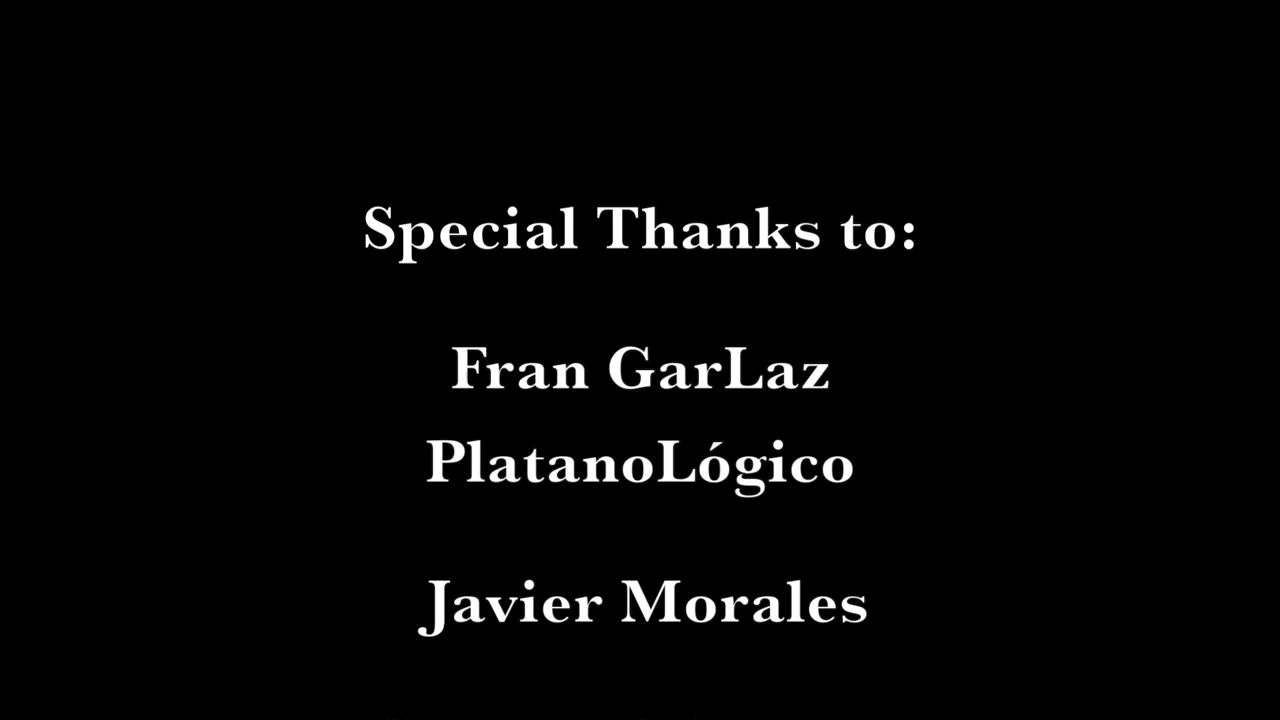 Special Thanks to:
Fran GarLaz
PlatanoLógico
Javier Morales